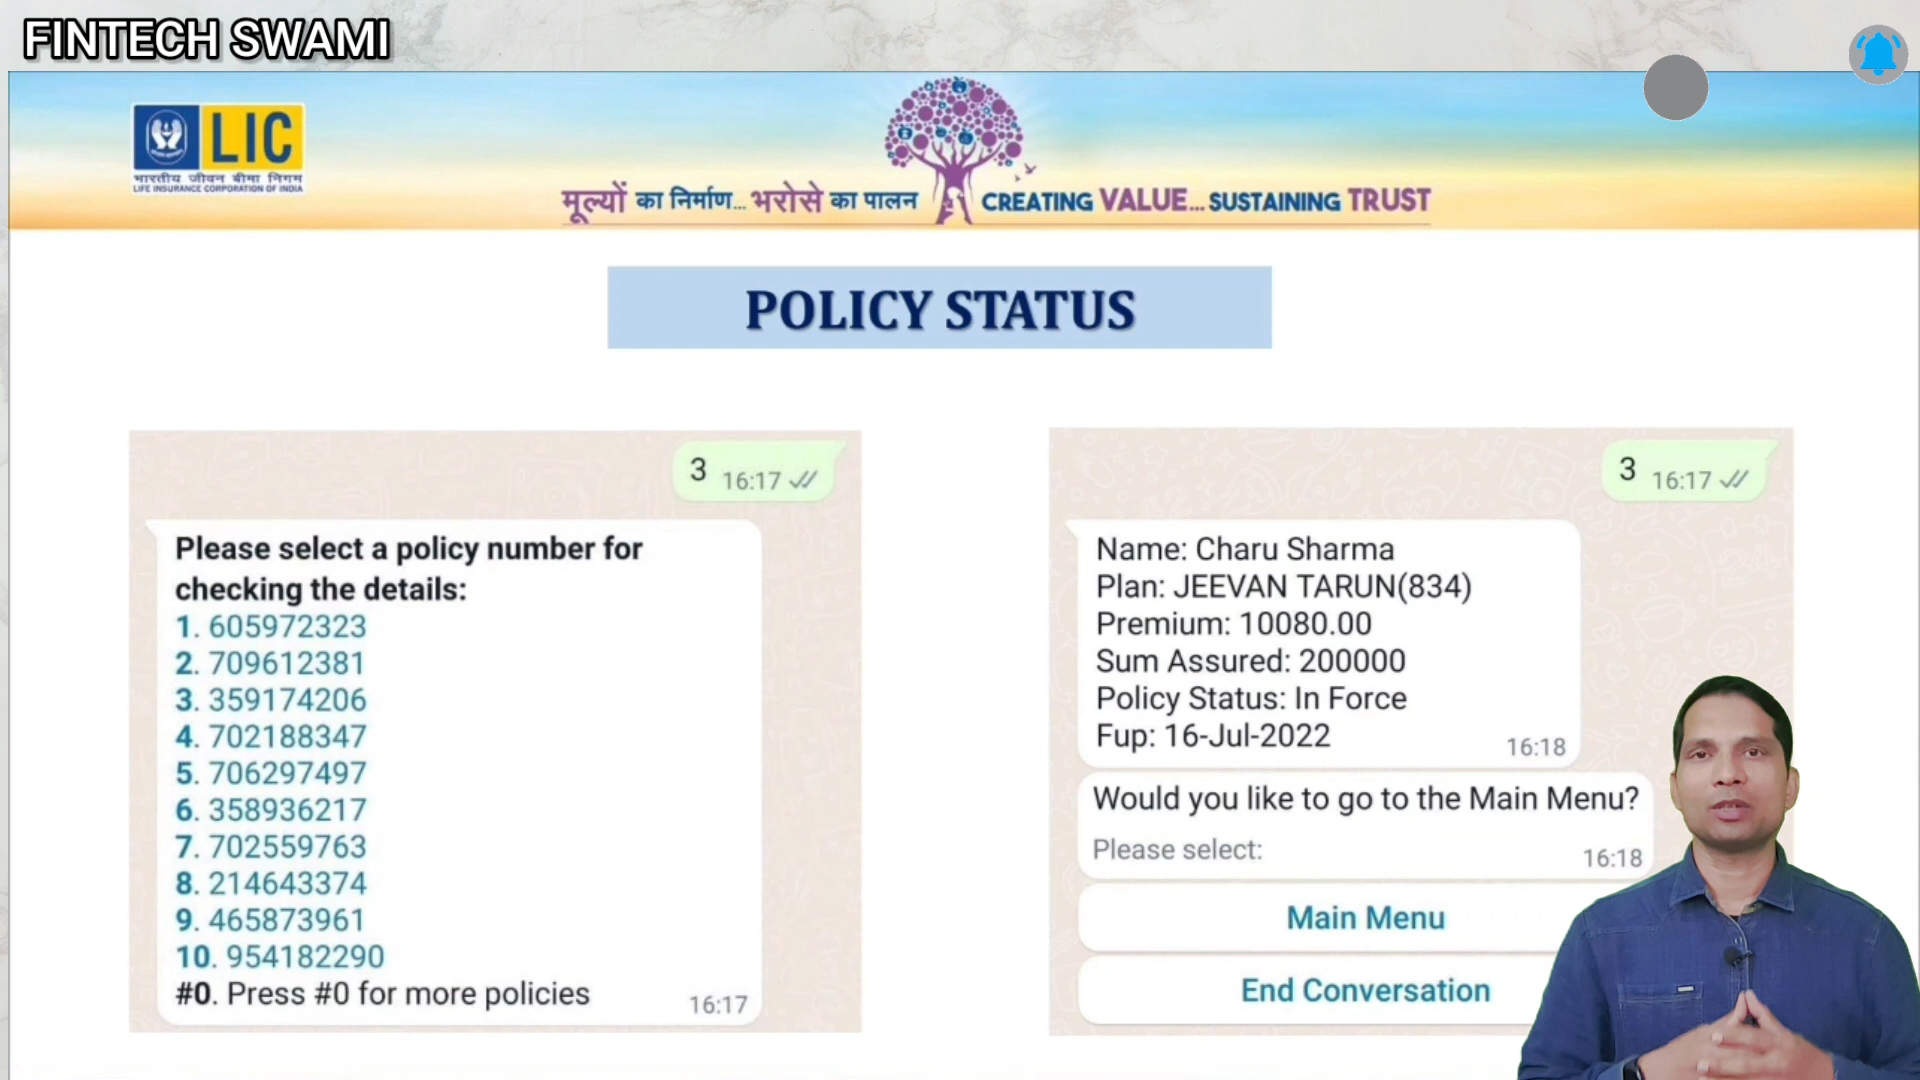 FINTECH SWAMI
LIC
भारतीय जीवन बीमा निगम
LIFE INSURANCE CORPORATION OF INDIA
मूल्यों का निर्माण... भरोसे का पालन
CREATING VALUE... SUSTAINING TRUST
POLICY STATUS
3 16:17
Please select a policy number for
checking the details:
1. 605972323
2. 709612381
3. 359174206
4. 702188347
5. 706297497
6. 358936217
7. 702559763
8. 214643374
9. 465873961
10. 954182290
#0. Press #0 for more policies
16:17
3 16:17
Name: Charu Sharma
Plan: JEEVAN TARUN(834)
Premium: 10080.00
Sum Assured: 200000
Policy Status: In Force
Fup: 16-Jul-2022
16:18
Would you like to go to the Main Menu?
Please select:
16:18
Main Menu
End Conversation